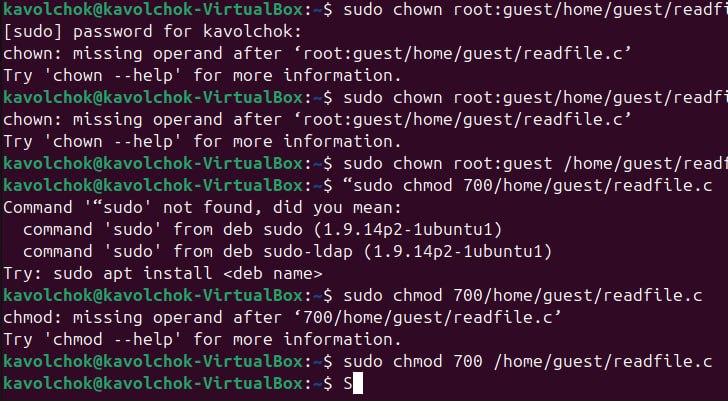 kavolchok@kavolchok-VirtualBox:~$ sudo chown root:guest/home/guest/readfi
[sudo] password for kavolchok:
chown: missing operand after ‘root:guest/home/guest/readfile.c’
Try 'chown --help' for more information.
kavolchok@kavolchok-VirtualBox:~$ sudo chown root:guest/home/guest/readfi
chown: missing operand after ‘root:guest/home/guest/readfile.c’
Try 'chown --help' for more information.
kavolchok@kavolchok-VirtualBox:~$ sudo chown root:guest /home/guest/readf
kavolchok@kavolchok-VirtualBox:~$ “sudo chmod 700/home/guest/readfile.c
Command '“sudo' not found, did you mean:
  command 'sudo' from deb sudo (1.9.14p2-1ubuntu1)
  command 'sudo' from deb sudo-ldap (1.9.14p2-1ubuntu1)
Try: sudo apt install <deb name>
kavolchok@kavolchok-VirtualBox:~$ sudo chmod 700/home/guest/readfile.c
chmod: missing operand after ‘700/home/guest/readfile.c’
Try 'chmod --help' for more information.
kavolchok@kavolchok-VirtualBox:~$ sudo chmod 700 /home/guest/readfile.c
kavolchok@kavolchok-VirtualBox:~$ S